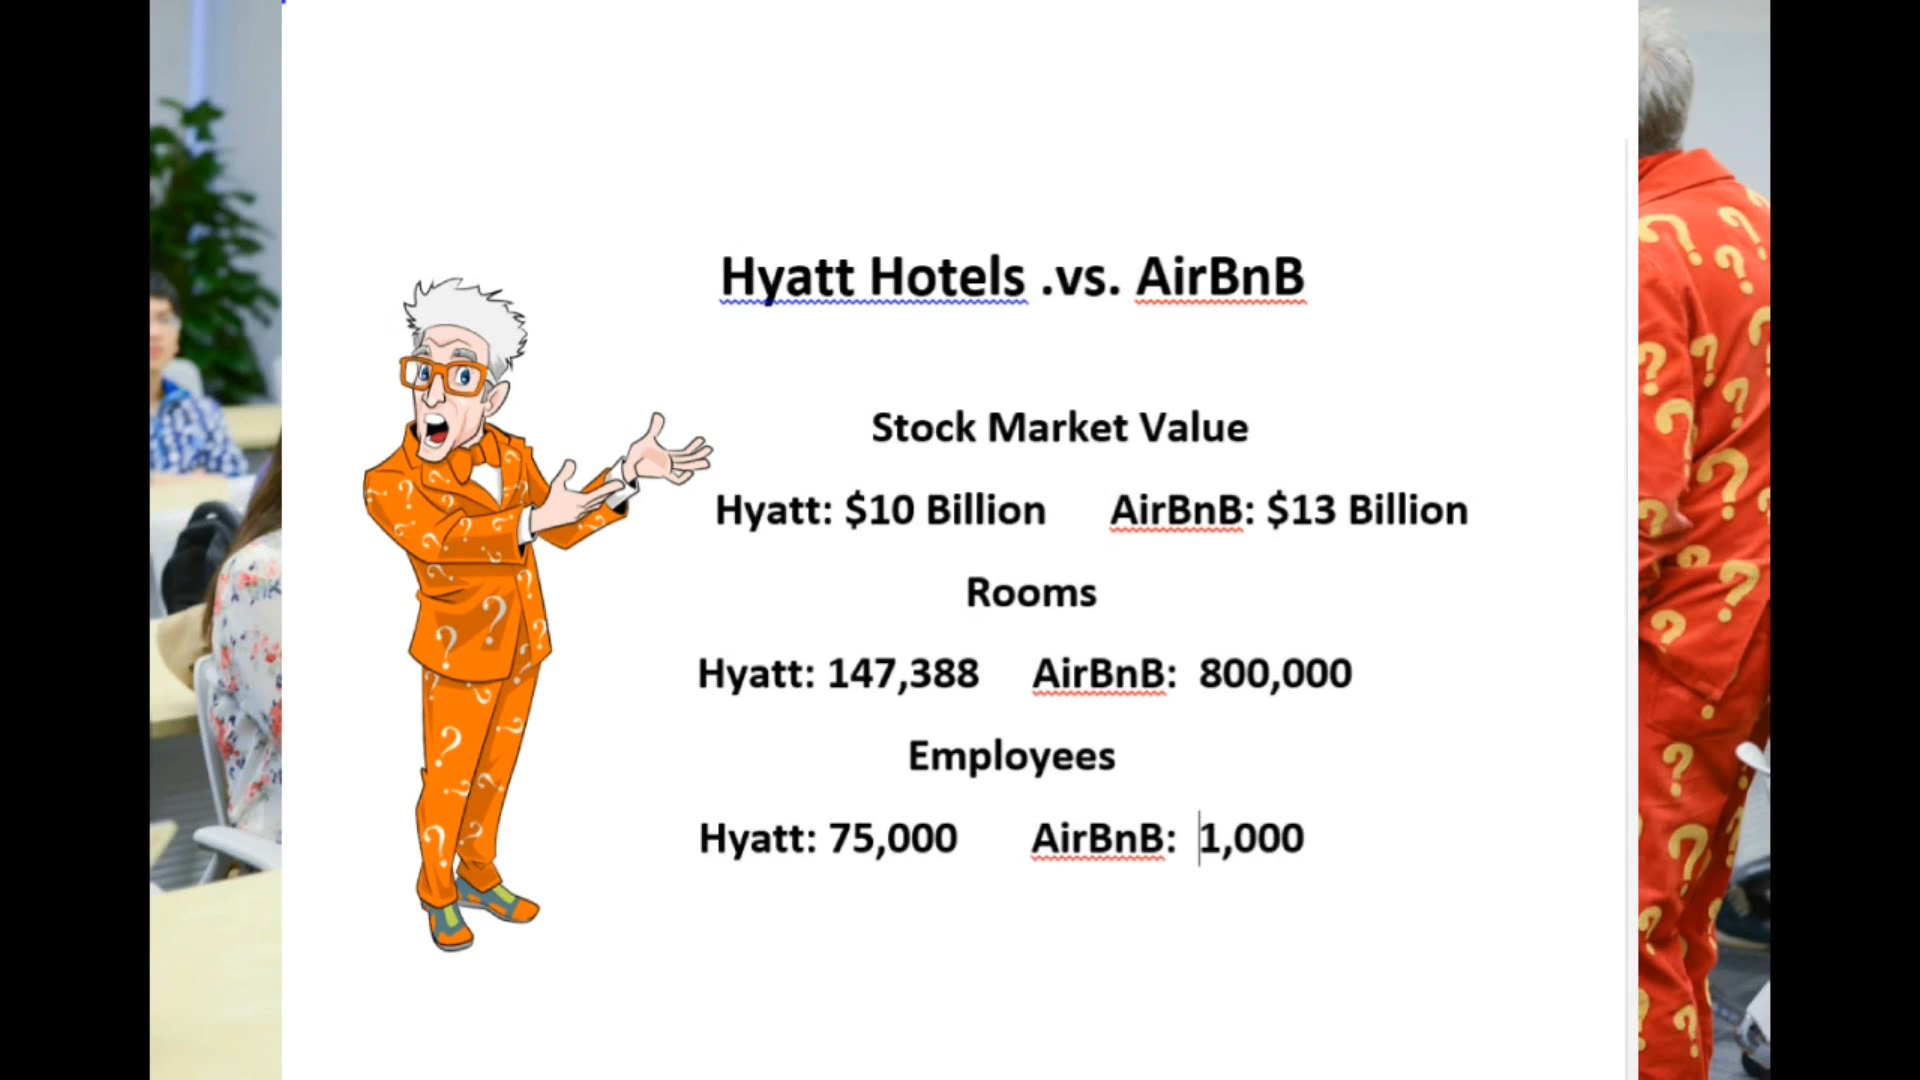 Hyatt Hotels .vs. AirBnB
Stock Market Value
Hyatt: $10 Billion AirBnB: $13 Billion
Rooms
Hyatt: 147,388 AirBnB: 800,000
Employees
Hyatt: 75,000 AirBnB: 1,000